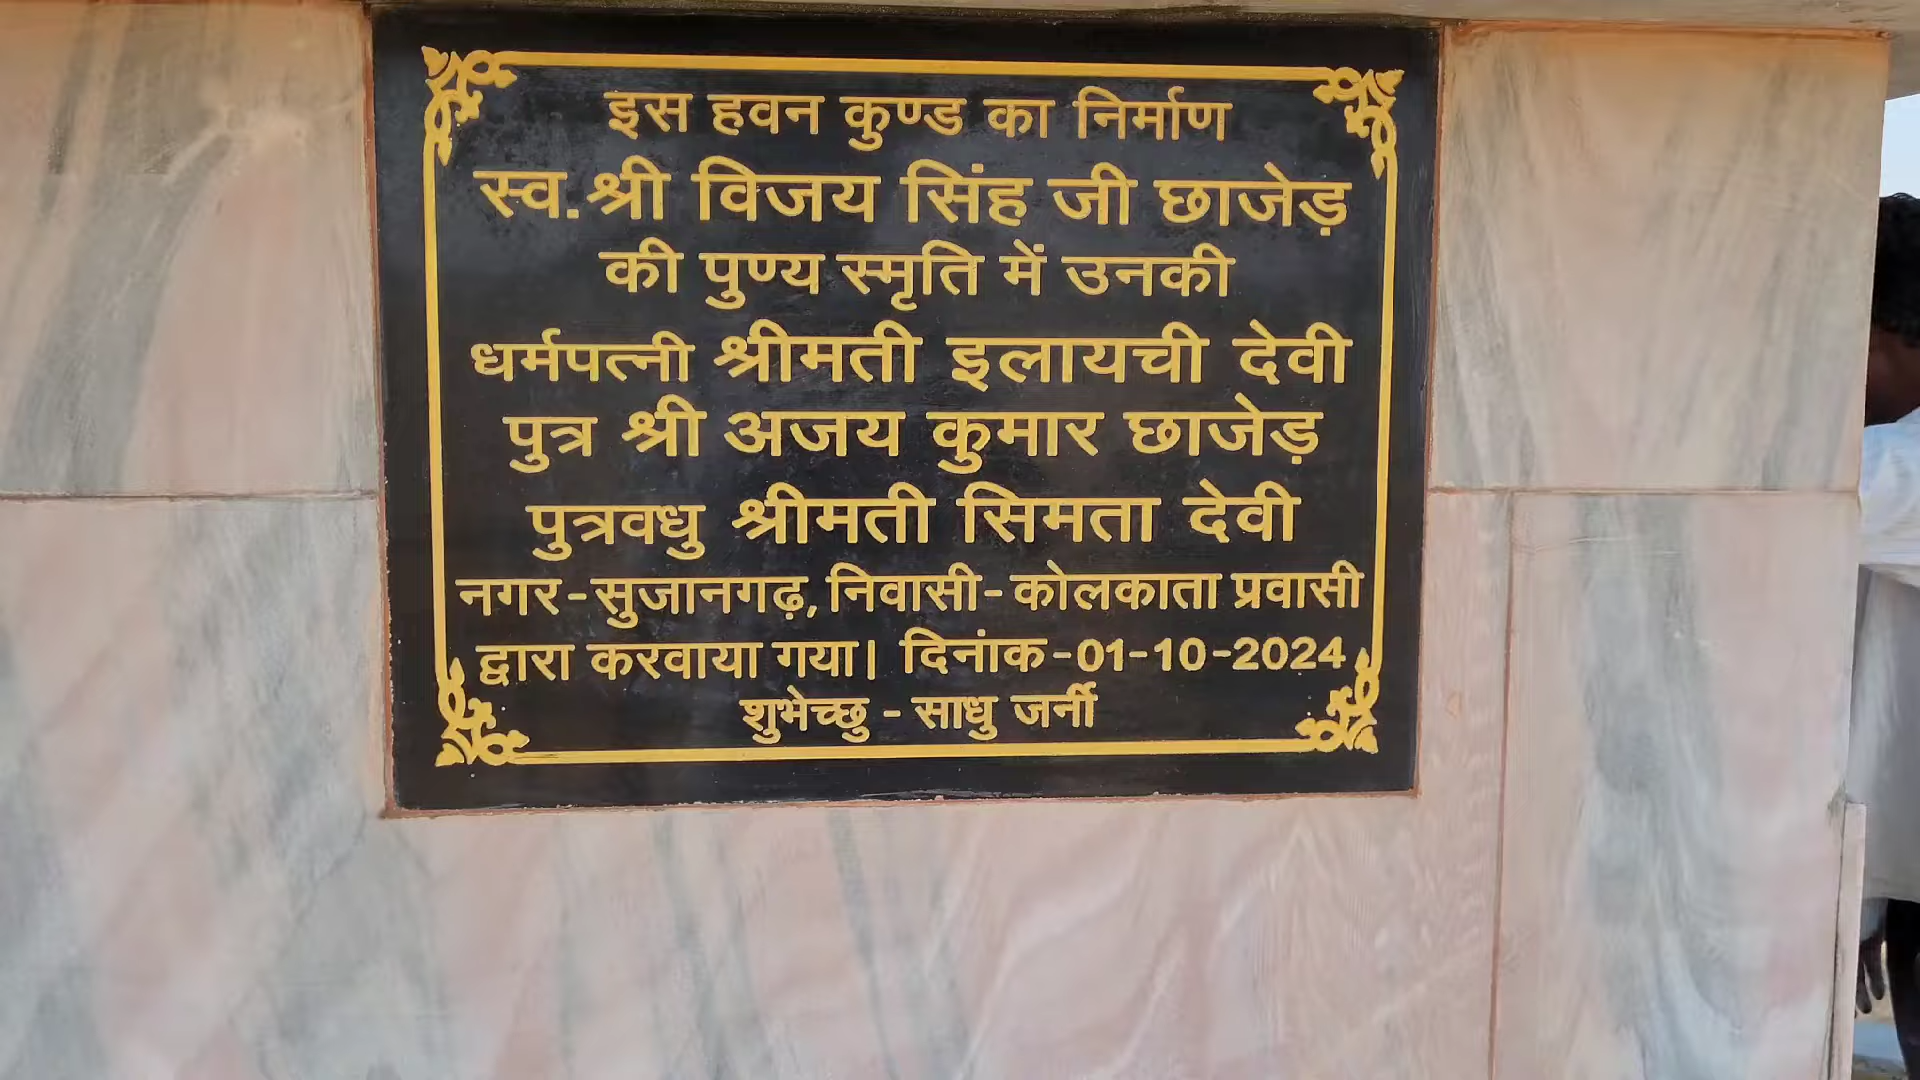 इस हवन कुण्ड का निर्माण
स्व.श्री विजय सिंह जी छाजेड़
की पुण्य स्मृति में उनकी
धर्मपत्नी श्रीमती इलायची देवी
पुत्र श्री अजय कुमार छाजेड़
पुत्रवधु श्रीमती सिमता देवी
नगर-सुजानगढ़, निवासी-कोलकाता प्रवासी
द्वारा करवाया गया। दिनांक-01-10-2024
शुभेच्छु - साधु जर्नी